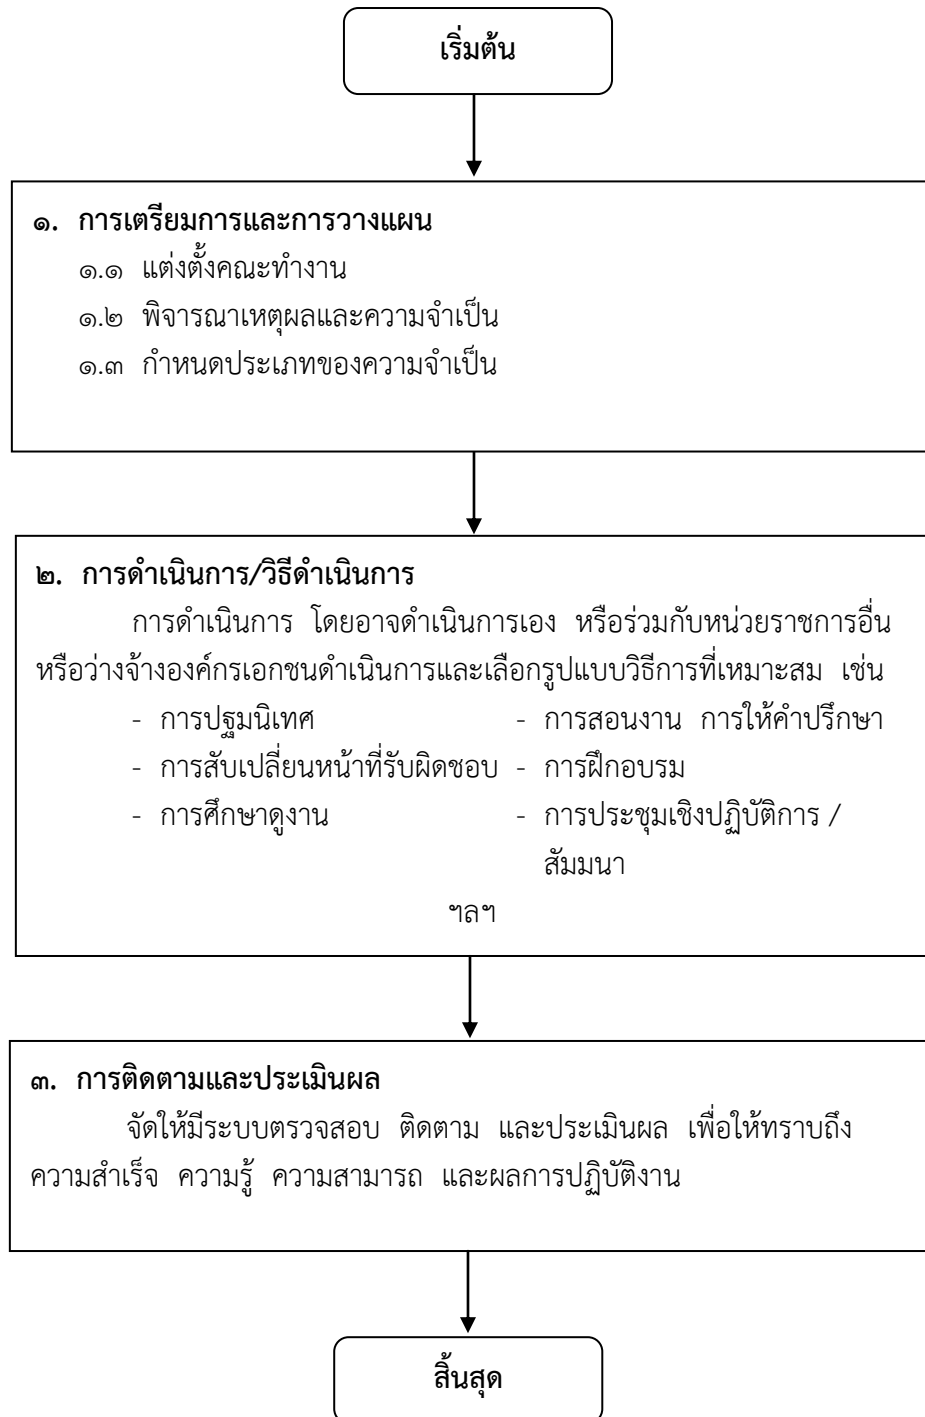 เริ่มต้น
๑. การเตรียมการและการวางแผน
๑.๑ แต่งตั้งคณะทำงาน
๑.๒ พิจารณาเหตุผลและความจำเป็น
๑.๓ กำหนดประเภทของความจำเป็น
๒. การดำเนินการ/วิธีดำเนินการ
การดำเนินการ โดยอาจดำเนินการเอง หรือร่วมกับหน่วยราชการอื่น
หรือว่างจ้างองค์กรเอกชนดำเนินการและเลือกรูปแบบวิธีการที่เหมาะสม เช่น
- การปฐมนิเทศ - การสอนงาน การให้คำปรึกษา
- การสับเปลี่ยนหน้าที่รับผิดชอบ - การฝึกอบรม
- การศึกษาดูงาน - การประชุมเชิงปฏิบัติการ /
สัมมนา
ฯลฯ
๓. การติดตามและประเมินผล
จัดให้มีระบบตรวจสอบ ติดตาม และประเมินผล เพื่อให้ทราบถึง
ความสำเร็จ ความรู้ ความสามารถ และผลการปฏิบัติงาน
สิ้นสุด